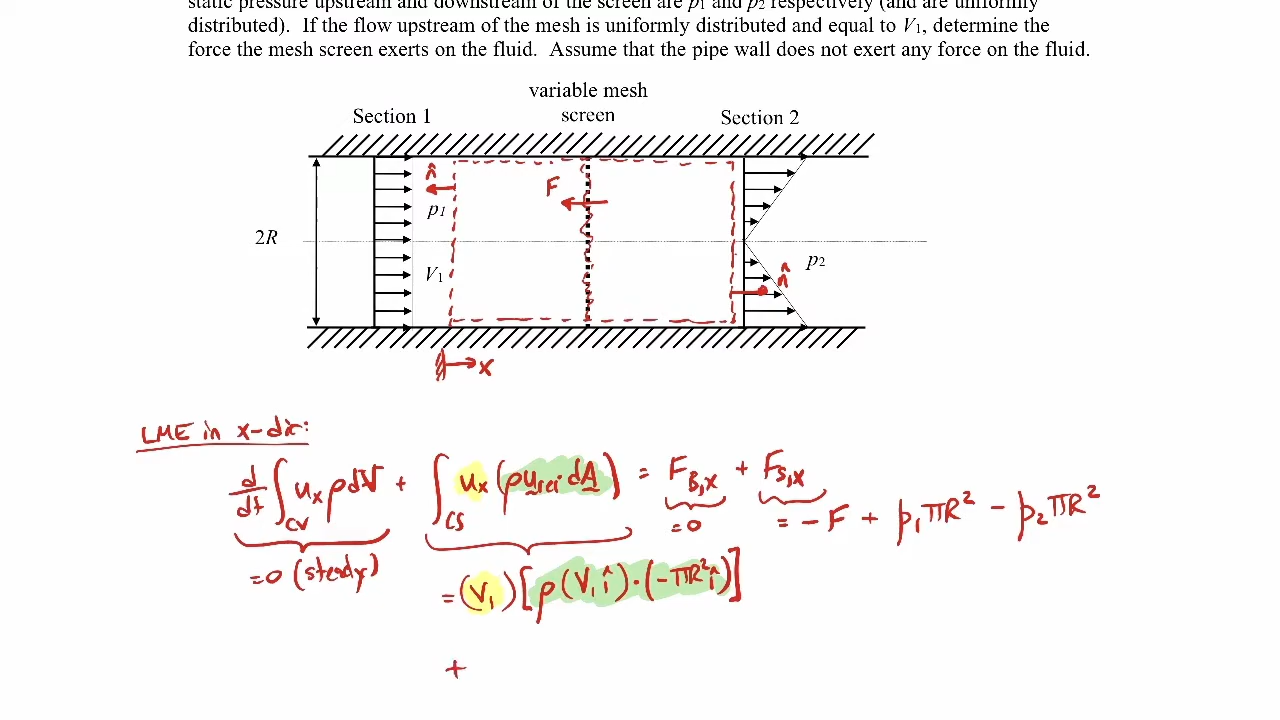 static pressure upstream and downstream of the screen are p1 and p2 respectively (and are uniformly
distributed). If the flow upstream of the mesh is uniformly distributed and equal to V1, determine the
force the mesh screen exerts on the fluid. Assume that the pipe wall does not exert any force on the fluid.
variable mesh
screen
Section 1
Section 2
n̂
F
p1
2R
V1
p2
n̂
x
LME in x-dir:
d/dt ∫CV ux ρ dV + ∫CS ux (ρ urel · dA) = FB,x + FS,x
=0 = -F + p1πR² - p2πR²
=0 (steady)
= (V1) [ρ(V1 î) · (-πR² î)]
+